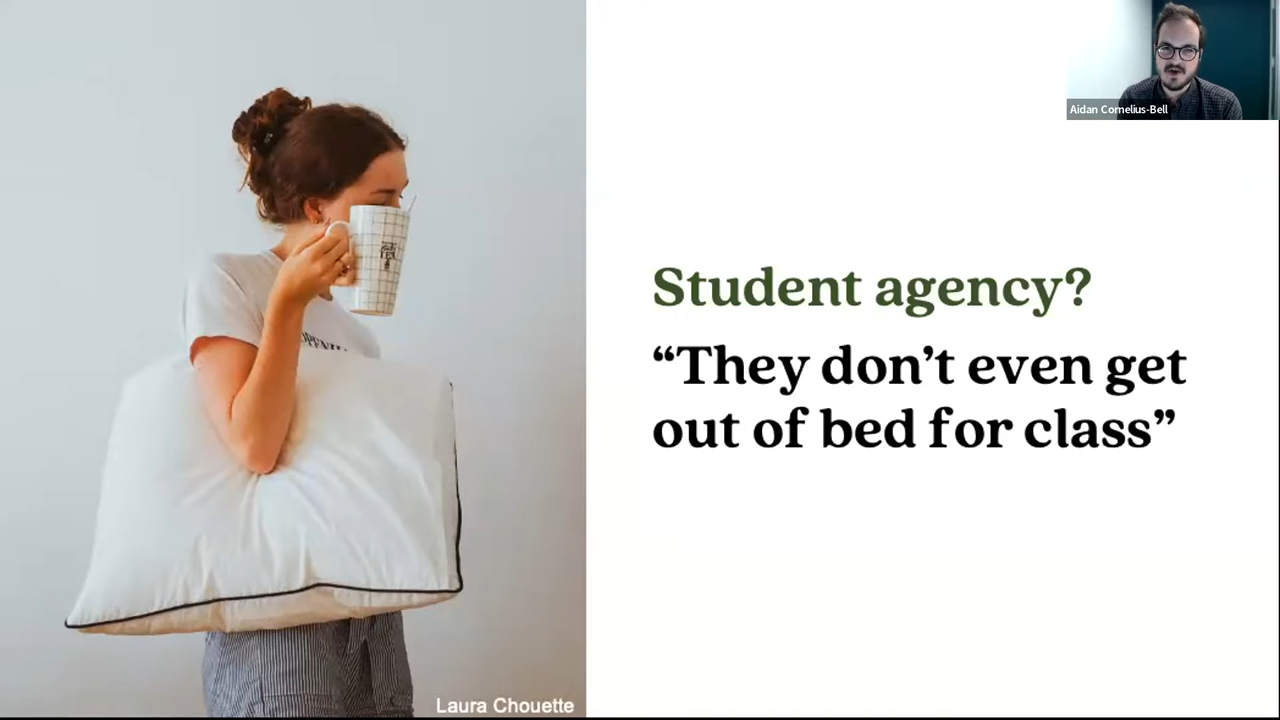 Aidan Cornelius-Bell
Student agency?
“They don’t even get
out of bed for class”
Laura Chouette